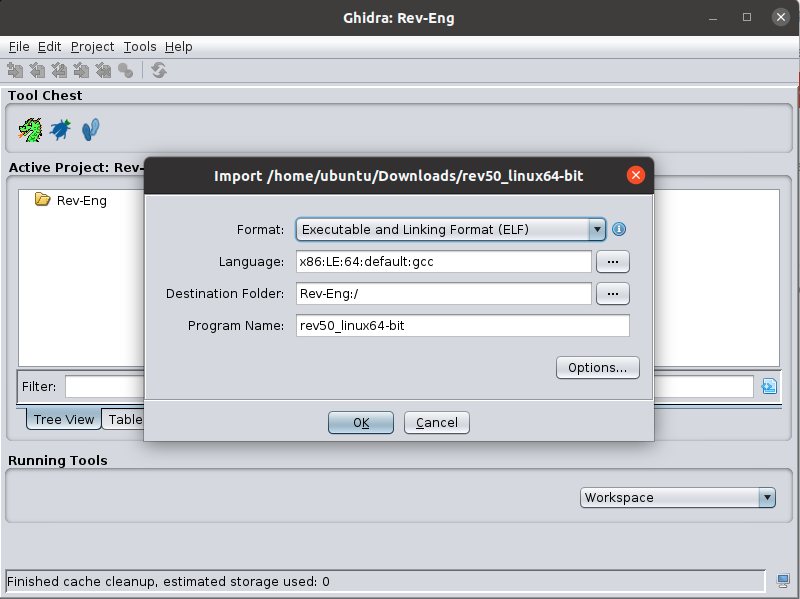 Ghidra: Rev-Eng
File Edit Project Tools Help
Tool Chest
Active Project: Rev-
Import /home/ubuntu/Downloads/rev50_linux64-bit
Rev-Eng
Format: Executable and Linking Format (ELF)
Language: x86:LE:64:default:gcc ...
Destination Folder: Rev-Eng:/ ...
Program Name: rev50_linux64-bit
Options...
Filter:
Tree View Table
OK Cancel
Running Tools
Workspace
Finished cache cleanup, estimated storage used: 0